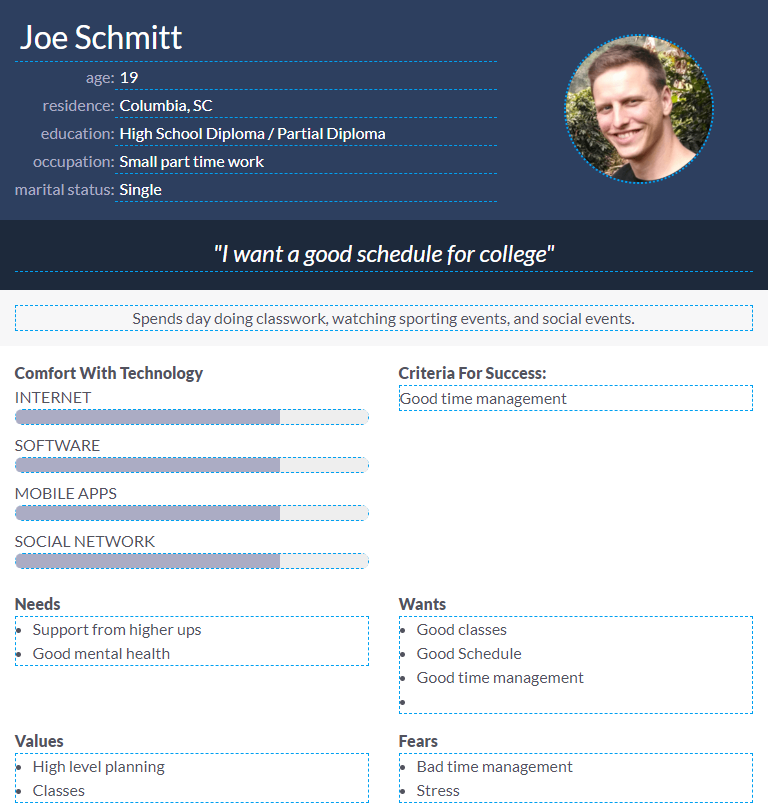 Joe Schmitt
age: 19
residence: Columbia, SC
education: High School Diploma / Partial Diploma
occupation: Small part time work
marital status: Single
"I want a good schedule for college"
Spends day doing classwork, watching sporting events, and social events.
Comfort With Technology
INTERNET
SOFTWARE
MOBILE APPS
SOCIAL NETWORK
Criteria For Success:
Good time management
Needs
• Support from higher ups
• Good mental health
Wants
• Good classes
• Good Schedule
• Good time management
•
Values
• High level planning
• Classes
Fears
• Bad time management
• Stress